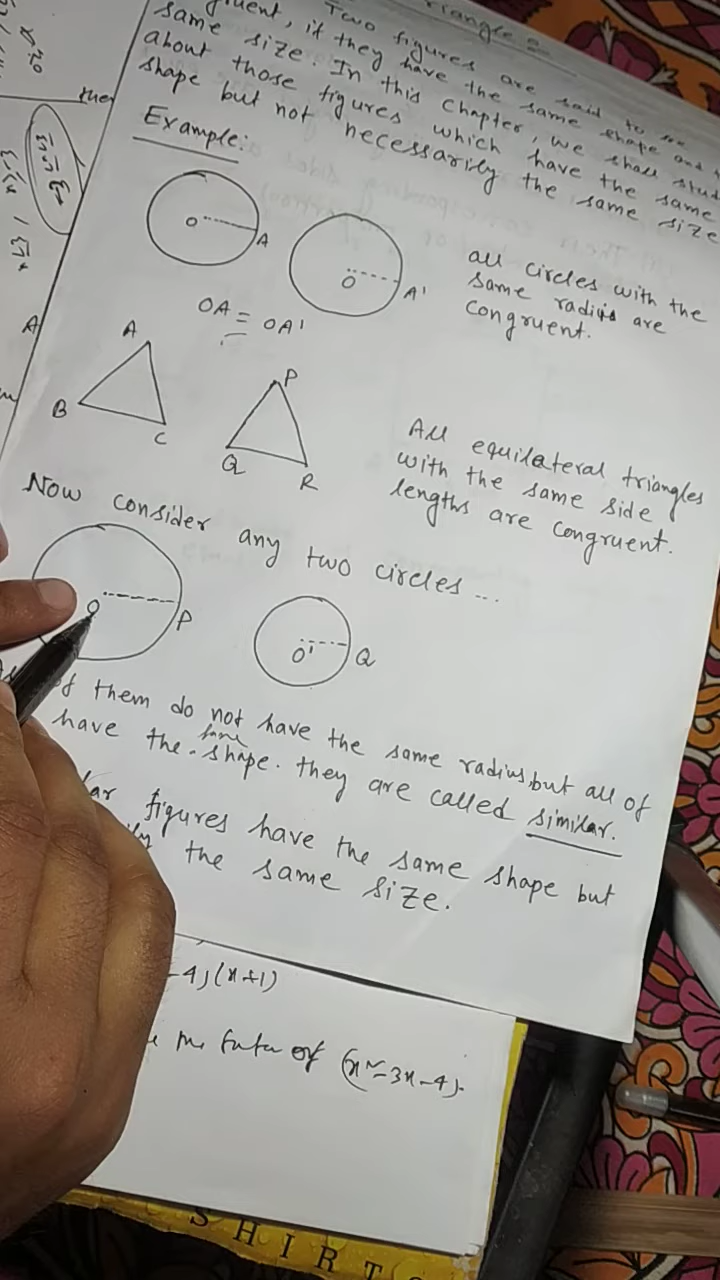 Triangle :-
Two figures are said to
if they have the same shape and
same size. In this Chapter, we shall
about those figures which have the same
shape but not necessarily the same size
Example:
O
A
O
A'
all circles with the
same radius are
congruent.
OA = OA'
A
B
C
P
Q
R
All equilateral triangles
with the same side
lengths are congruent.
Now consider any two circles ...
O
P
O'
Q
of them do not have the same radius, but all of
have the same shape. they are called similar.
figures have the same shape but
the same size.
-4)(x+1)
of (x²-3x-4).
SHIRT